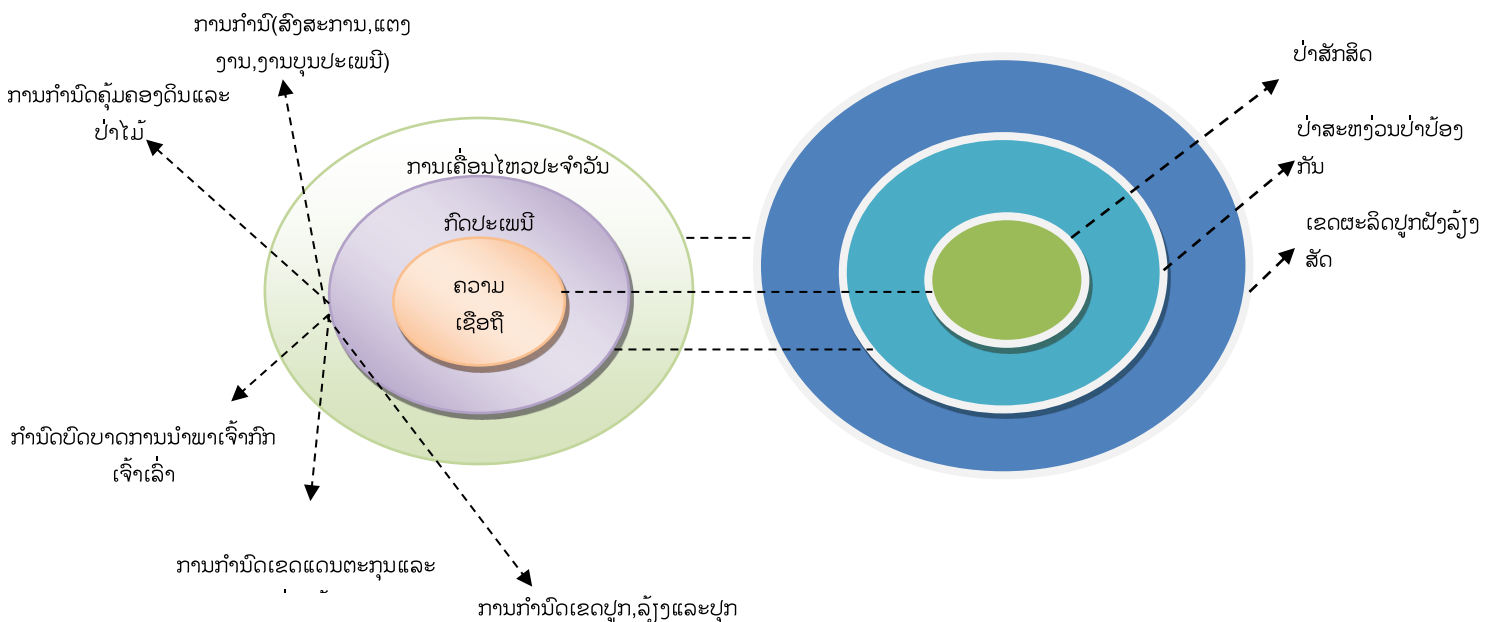 ການກຳນົ(ສົ່ງສະການ,ແຕ່ງ
ງານ,ງານບຸນປະເພນີ)
ການກຳນົດຄຸ້ມຄອງດິນແລະ
ປ່າໄມ້
ການເຄື່ອນໄຫວປະຈຳວັນ
ກົດປະເພນີ
ຄວາມ
ເຊື່ອຖື
ກຳນົດບົດບາດການນຳພາເຈົ້າກົກ
ເຈົ້າເລົ່າ
ການກຳນົດເຂດແດນຕະກຸນແລະ
ການກຳນົດເຂດປູກ,ລ້ຽງແລະປຸກ
ປ່າສັກສິດ
ປ່າສະຫງ່ວນປ່າປ້ອງ
ກັນ
ເຂດຜະລິດປູກຝັງລ້ຽງ
ສັດ